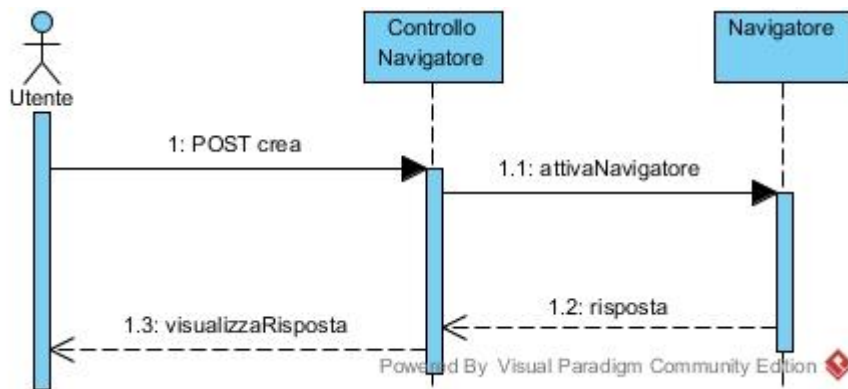 Controllo
Navigatore
Navigatore
Utente
1: POST crea
1.1: attivaNavigatore
1.2: risposta
1.3: visualizzaRisposta
Powered By Visual Paradigm Community Edition